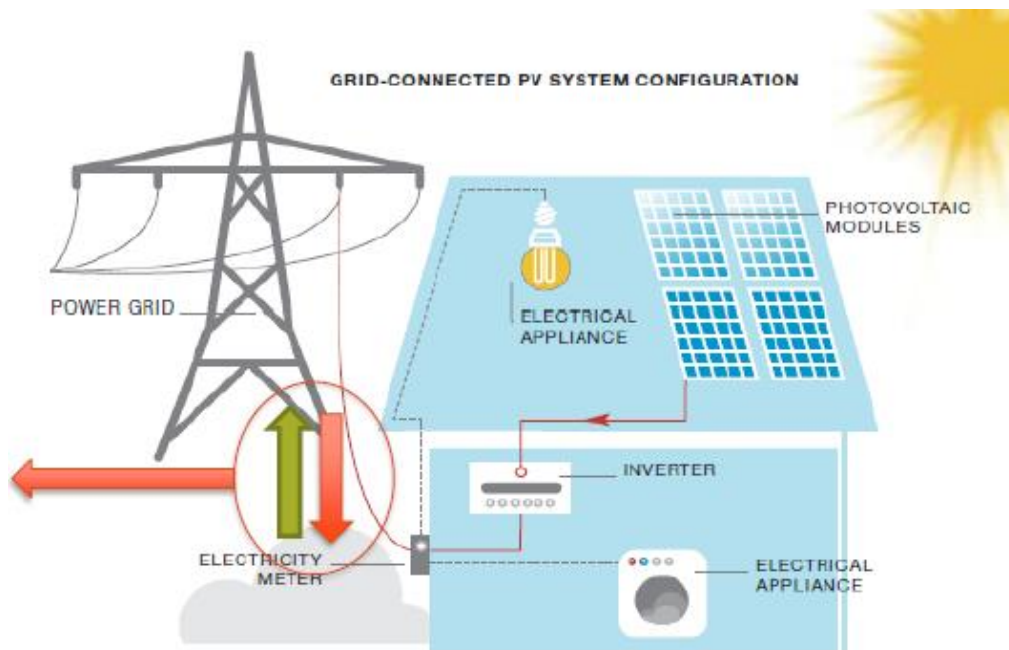 GRID-CONNECTED PV SYSTEM CONFIGURATION
PHOTOVOLTAIC
MODULES
POWER GRID
ELECTRICAL
APPLIANCE
INVERTER
ELECTRICITY
METER
ELECTRICAL
APPLIANCE